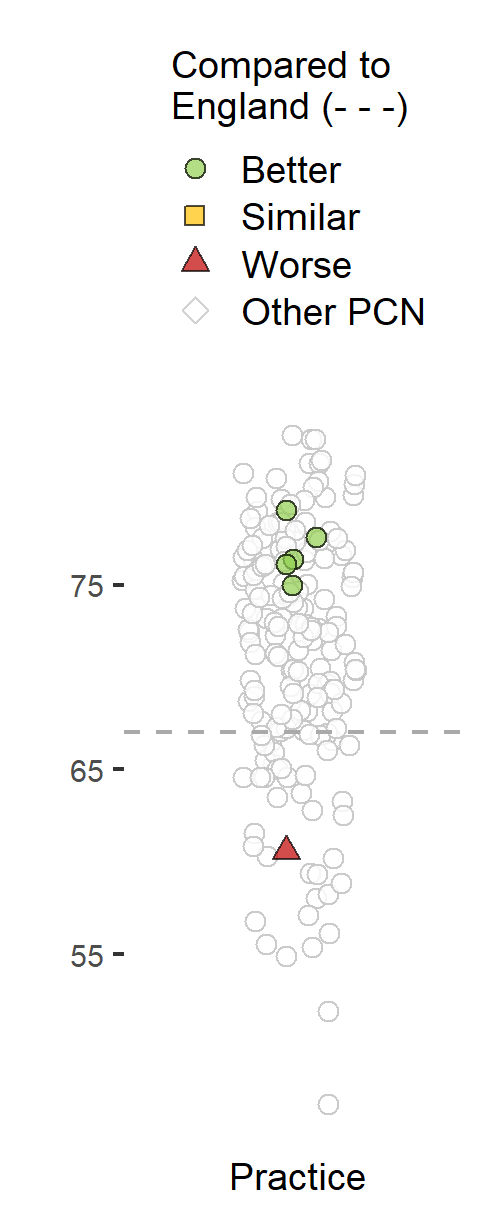 Compared to
England (- - -)
Better
Similar
Worse
Other PCN
75
65
55
Practice